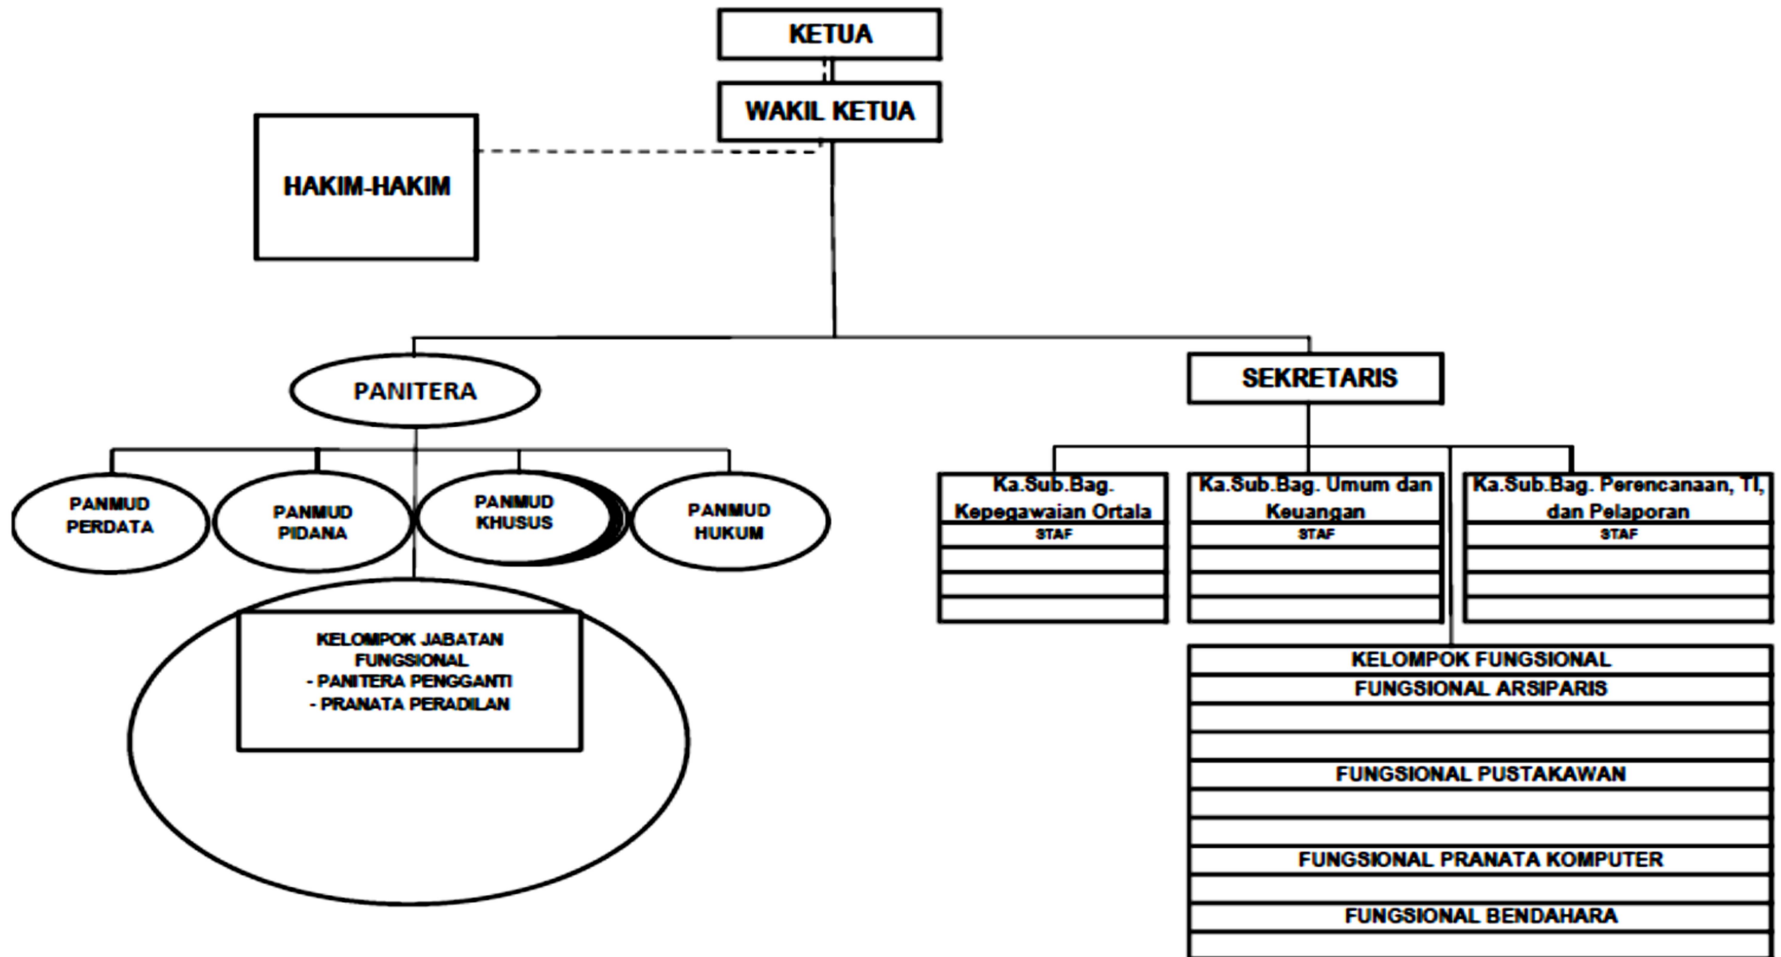 KETUA
WAKIL KETUA
HAKIM-HAKIM
PANITERA
SEKRETARIS
PANMUD
PERDATA
PANMUD
PIDANA
PANMUD
KHUSUS
PANMUD
HUKUM
KELOMPOK JABATAN
FUNGSIONAL
- PANITERA PENGGANTI
- PRANATA PERADILAN
Ka.Sub.Bag.
Kepegawaian Ortala
STAF
Ka.Sub.Bag. Umum dan
Keuangan
STAF
Ka.Sub.Bag. Perencanaan, TI,
dan Pelaporan
STAF
KELOMPOK FUNGSIONAL
FUNGSIONAL ARSIPARIS
FUNGSIONAL PUSTAKAWAN
FUNGSIONAL PRANATA KOMPUTER
FUNGSIONAL BENDAHARA